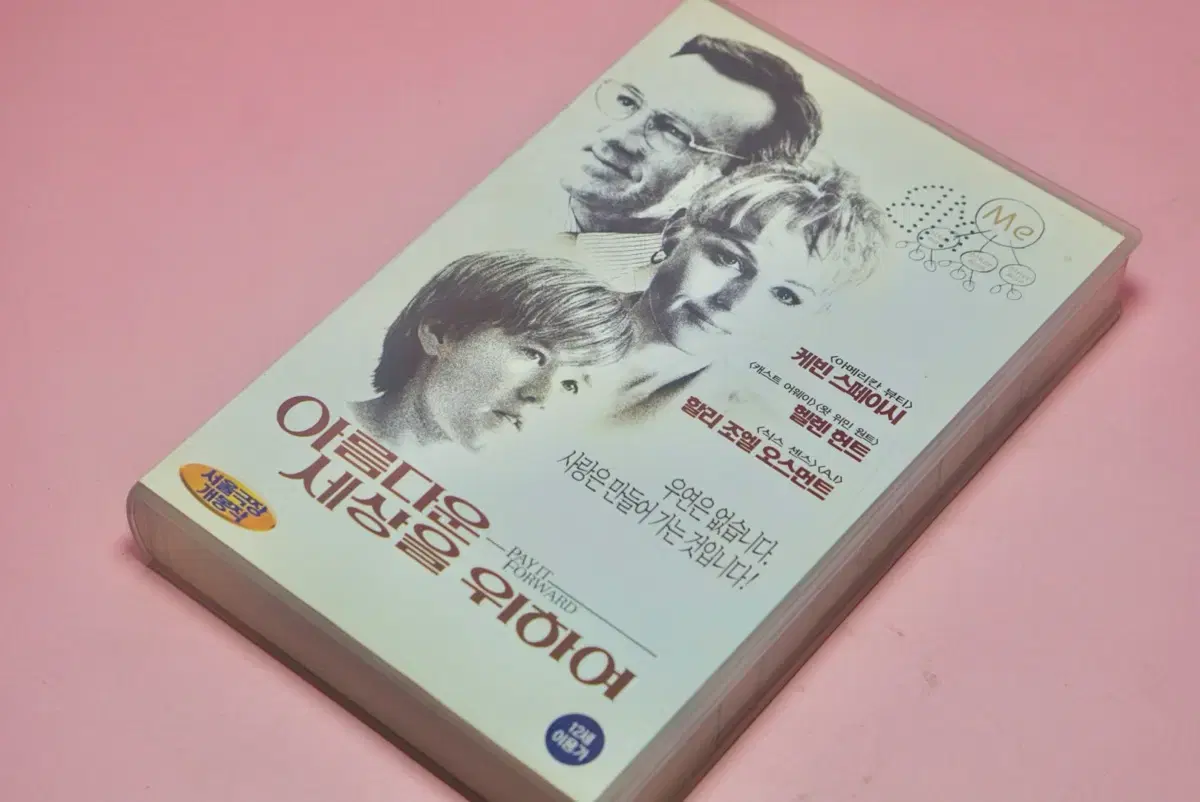 Me
<아메리칸 뷰티>
케빈 스페이시
<캐스트 어웨이> <왓 위민 원트>
헬렌 헌트
<식스 센스> <A.I>
할리 조엘 오스먼트
우연은 없습니다.
사랑은 만들어 가는 것입니다!
아름다운
세상을 위하여
PAY IT
FORWARD
서울극장
개봉작
12세